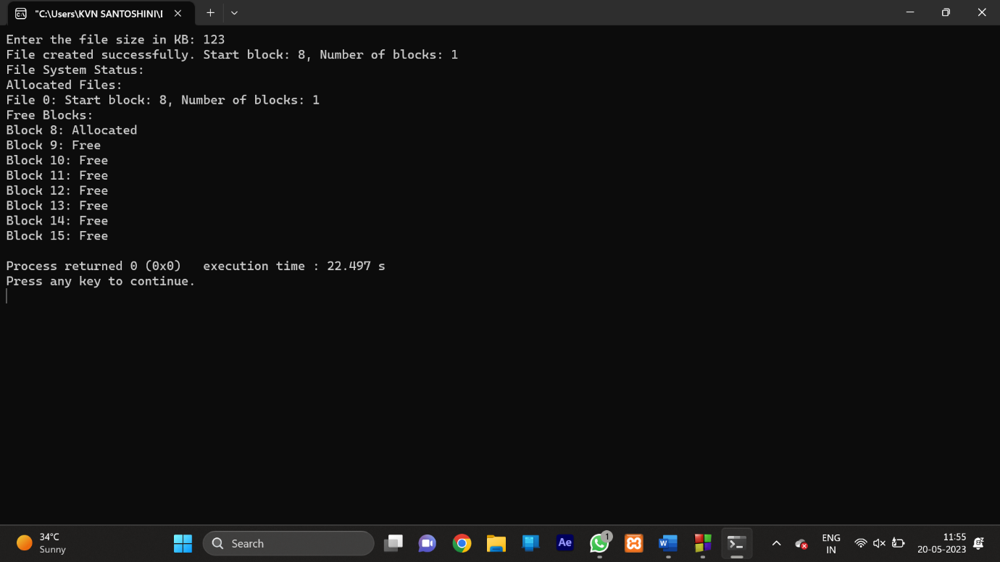 "C:\Users\KVN SANTOSHINI\I
Enter the file size in KB: 123
File created successfully. Start block: 8, Number of blocks: 1
File System Status:
Allocated Files:
File 0: Start block: 8, Number of blocks: 1
Free Blocks:
Block 8: Allocated
Block 9: Free
Block 10: Free
Block 11: Free
Block 12: Free
Block 13: Free
Block 14: Free
Block 15: Free
Process returned 0 (0x0)   execution time : 22.497 s
Press any key to continue.
34°C
Sunny
Search
Ae
1
W
ENG
IN
11:55
20-05-2023